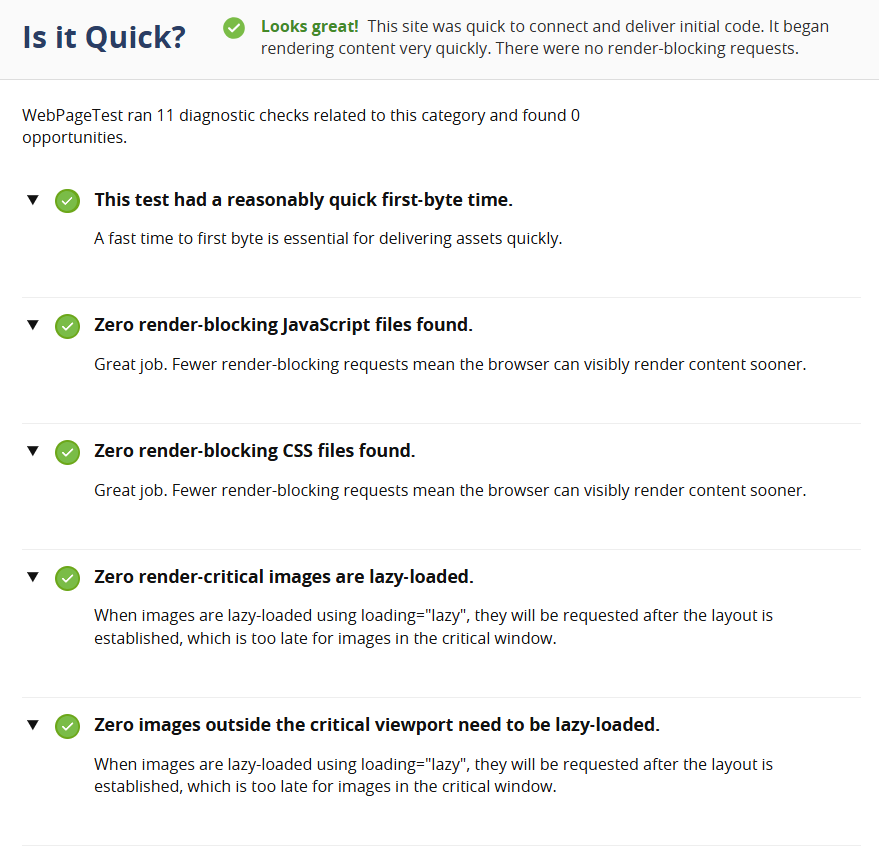 Is it Quick?
Looks great! This site was quick to connect and deliver initial code. It began
rendering content very quickly. There were no render-blocking requests.
WebPageTest ran 11 diagnostic checks related to this category and found 0
opportunities.
This test had a reasonably quick first-byte time.
A fast time to first byte is essential for delivering assets quickly.
Zero render-blocking JavaScript files found.
Great job. Fewer render-blocking requests mean the browser can visibly render content sooner.
Zero render-blocking CSS files found.
Great job. Fewer render-blocking requests mean the browser can visibly render content sooner.
Zero render-critical images are lazy-loaded.
When images are lazy-loaded using loading="lazy", they will be requested after the layout is
established, which is too late for images in the critical window.
Zero images outside the critical viewport need to be lazy-loaded.
When images are lazy-loaded using loading="lazy", they will be requested after the layout is
established, which is too late for images in the critical window.